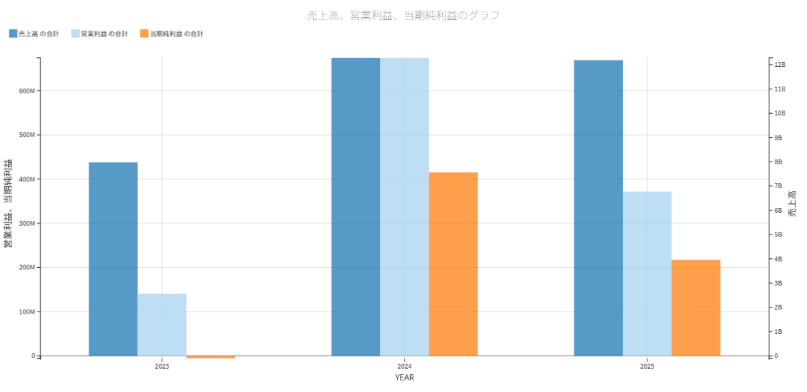 売上高、営業利益、当期純利益のグラフ
売上高 の合計 営業利益 の合計 当期純利益 の合計
営業利益、当期純利益
600M
500M
400M
300M
200M
100M
0
12B
11B
10B
9B
8B
7B
6B
5B
4B
3B
2B
1B
0
売上高
2023 2024 2025
YEAR